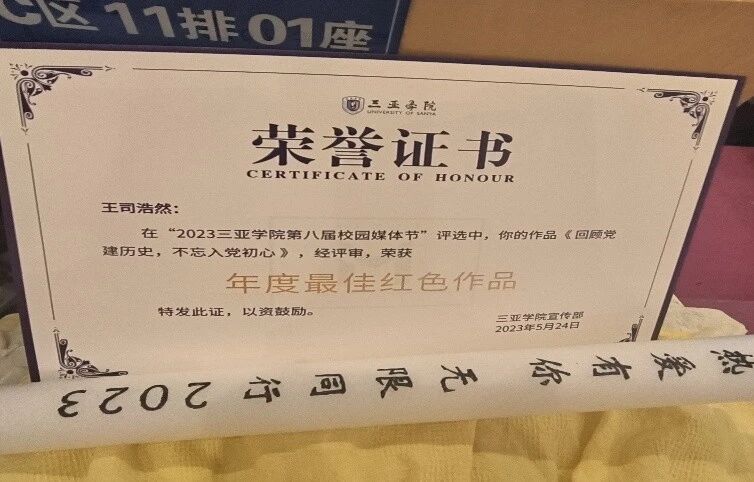 C区 11排 01座
三亚学院
UNIVERSITY OF SANYA
荣誉证书
CERTIFICATE OF HONOUR
王司浩然：
在“2023三亚学院第八届校园媒体节”评选中，你的作品《回顾党
建历史，不忘入党初心》，经评审，荣获
年度最佳红色作品
特发此证，以资鼓励。
三亚学院宣传部
2023年5月24日
热爱有你 无限同行2023